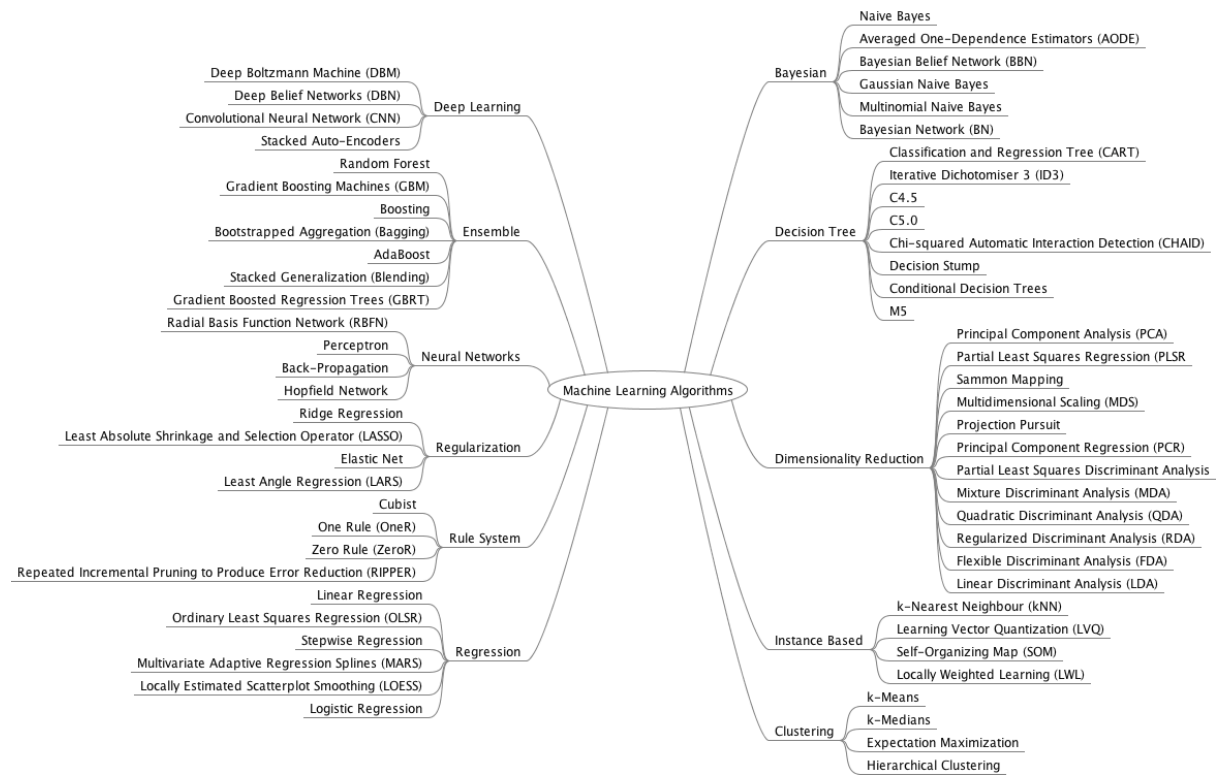 Machine Learning Algorithms
Deep Learning
Deep Boltzmann Machine (DBM)
Deep Belief Networks (DBN)
Convolutional Neural Network (CNN)
Stacked Auto-Encoders
Ensemble
Random Forest
Gradient Boosting Machines (GBM)
Boosting
Bootstrapped Aggregation (Bagging)
AdaBoost
Stacked Generalization (Blending)
Gradient Boosted Regression Trees (GBRT)
Neural Networks
Radial Basis Function Network (RBFN)
Perceptron
Back-Propagation
Hopfield Network
Regularization
Ridge Regression
Least Absolute Shrinkage and Selection Operator (LASSO)
Elastic Net
Least Angle Regression (LARS)
Rule System
Cubist
One Rule (OneR)
Zero Rule (ZeroR)
Repeated Incremental Pruning to Produce Error Reduction (RIPPER)
Regression
Linear Regression
Ordinary Least Squares Regression (OLSR)
Stepwise Regression
Multivariate Adaptive Regression Splines (MARS)
Locally Estimated Scatterplot Smoothing (LOESS)
Logistic Regression
Bayesian
Naive Bayes
Averaged One-Dependence Estimators (AODE)
Bayesian Belief Network (BBN)
Gaussian Naive Bayes
Multinomial Naive Bayes
Bayesian Network (BN)
Decision Tree
Classification and Regression Tree (CART)
Iterative Dichotomiser 3 (ID3)
C4.5
C5.0
Chi-squared Automatic Interaction Detection (CHAID)
Decision Stump
Conditional Decision Trees
M5
Dimensionality Reduction
Principal Component Analysis (PCA)
Partial Least Squares Regression (PLSR
Sammon Mapping
Multidimensional Scaling (MDS)
Projection Pursuit
Principal Component Regression (PCR)
Partial Least Squares Discriminant Analysis
Mixture Discriminant Analysis (MDA)
Quadratic Discriminant Analysis (QDA)
Regularized Discriminant Analysis (RDA)
Flexible Discriminant Analysis (FDA)
Linear Discriminant Analysis (LDA)
Instance Based
k-Nearest Neighbour (kNN)
Learning Vector Quantization (LVQ)
Self-Organizing Map (SOM)
Locally Weighted Learning (LWL)
Clustering
k-Means
k-Medians
Expectation Maximization
Hierarchical Clustering